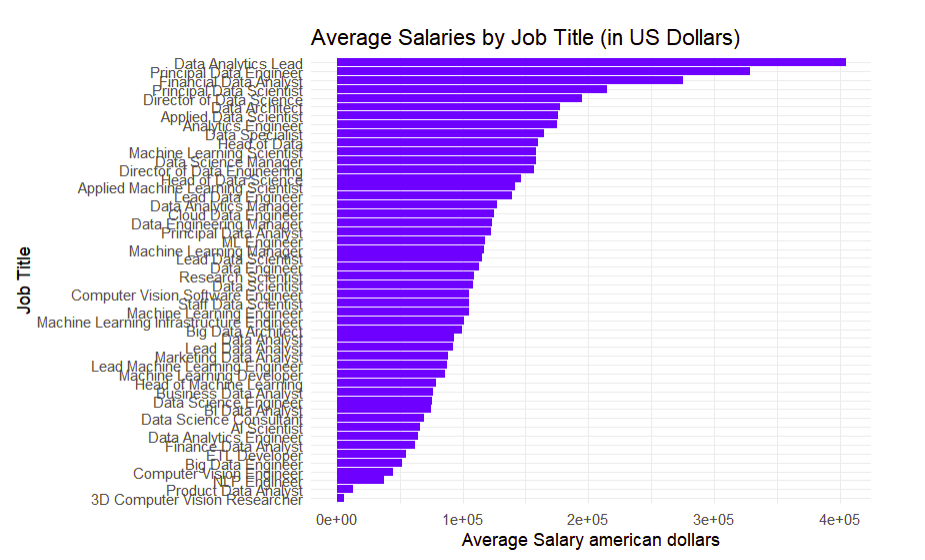 Average Salaries by Job Title (in US Dollars)
Data Analytics Lead
Principal Data Engineer
Financial Data Analyst
Principal Data Scientist
Director of Data Science
Data Architect
Applied Data Scientist
Analytics Engineer
Data Specialist
Head of Data
Machine Learning Scientist
Data Science Manager
Director of Data Engineering
Head of Data Science
Applied Machine Learning Scientist
Lead Data Engineer
Data Analytics Manager
Cloud Data Engineer
Data Engineering Manager
Principal Data Analyst
ML Engineer
Machine Learning Manager
Lead Data Scientist
Data Engineer
Research Scientist
Data Scientist
Computer Vision Software Engineer
Staff Data Scientist
Machine Learning Engineer
Machine Learning Infrastructure Engineer
Big Data Architect
Data Analyst
Lead Data Analyst
Marketing Data Analyst
Lead Machine Learning Engineer
Machine Learning Developer
Head of Machine Learning
Business Data Analyst
Data Science Engineer
BI Data Analyst
Data Science Consultant
AI Scientist
Data Analytics Engineer
Finance Data Analyst
ETL Developer
Big Data Engineer
Computer Vision Engineer
NLP Engineer
Product Data Analyst
3D Computer Vision Researcher
Job Title
0e+00 1e+05 2e+05 3e+05 4e+05
Average Salary american dollars